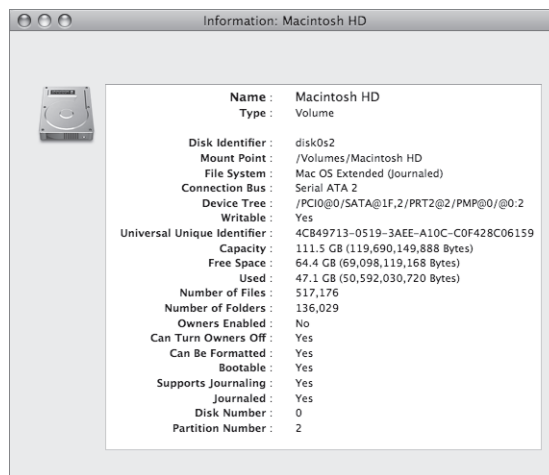 Information: Macintosh HD
Name : Macintosh HD
Type : Volume
Disk Identifier : disk0s2
Mount Point : /Volumes/Macintosh HD
File System : Mac OS Extended (Journaled)
Connection Bus : Serial ATA 2
Device Tree : /PCI0@0/SATA@1F,2/PRT2@2/PMP@0/@0:2
Writable : Yes
Universal Unique Identifier : 4CB49713-0519-3AEE-A10C-C0F428C06159
Capacity : 111.5 GB (119,690,149,888 Bytes)
Free Space : 64.4 GB (69,098,119,168 Bytes)
Used : 47.1 GB (50,592,030,720 Bytes)
Number of Files : 517,176
Number of Folders : 136,029
Owners Enabled : No
Can Turn Owners Off : Yes
Can Be Formatted : Yes
Bootable : Yes
Supports Journaling : Yes
Journaled : Yes
Disk Number : 0
Partition Number : 2